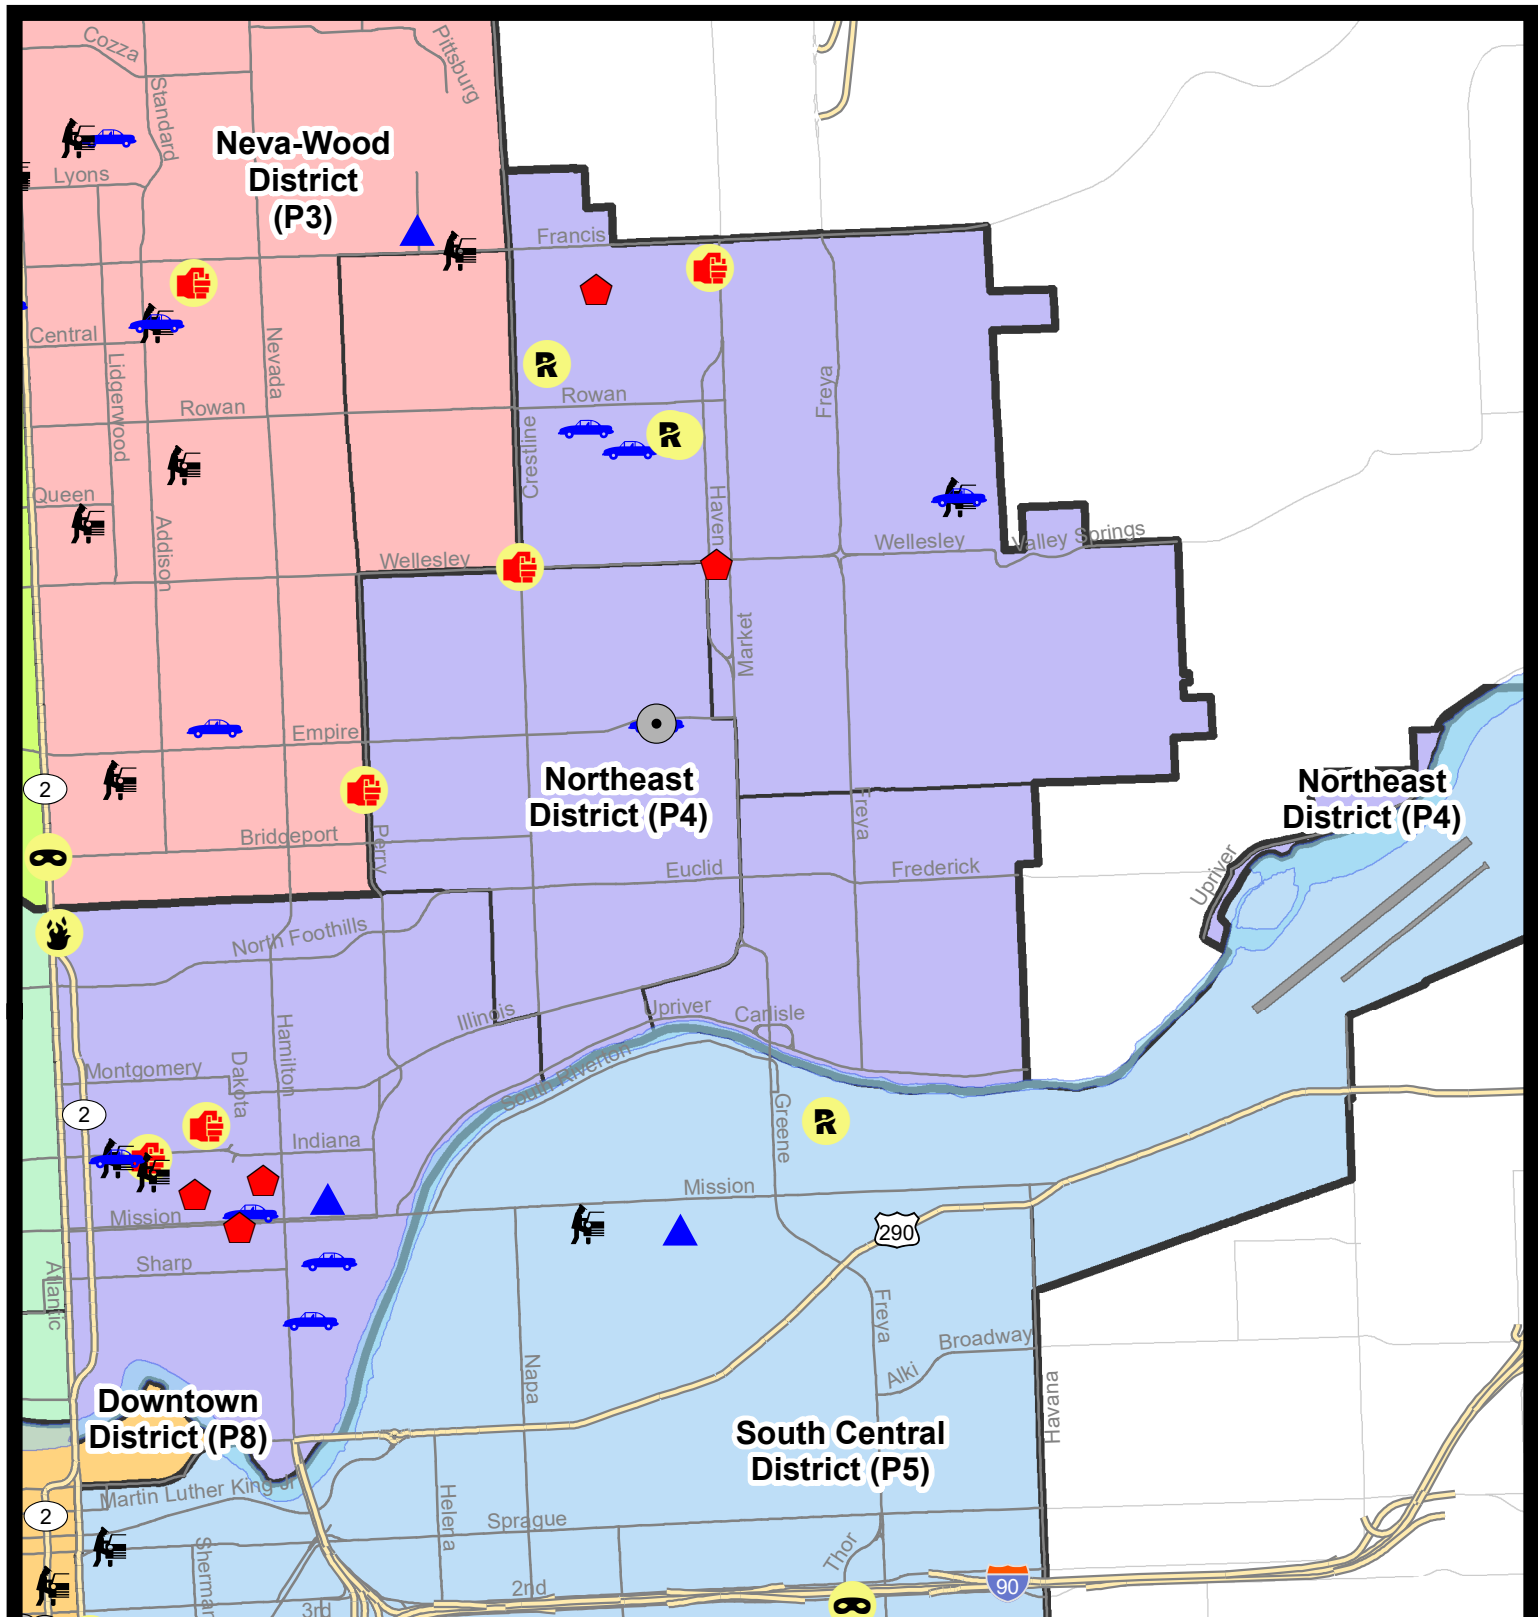 Cozza
Pittsburg
Standard
Neva-Wood
District
(P3)
Lyons
Francis
Central
Lidgerwood
Nevada
Rowan
Rowan
Freya
Crestline
Queen
Addison
Haven
Wellesley
Wellesley
Valley Springs
Market
Empire
Northeast
District (P4)
Northeast
District (P4)
2
Bridgeport
Perry
Freya
Euclid
Frederick
Upriver
North Foothills
Illinois
Upriver
Carlisle
Hamilton
Montgomery
Dakota
South Riverton
2
Greene
Indiana
Mission
Mission
290
Sharp
Atlantic
Freya
Broadway
Napa
Alki
Havana
Downtown
District (P8)
South Central
District (P5)
Martin Luther King Jr
Helena
2
Sprague
Sherman
Thor
2nd
90
3rd